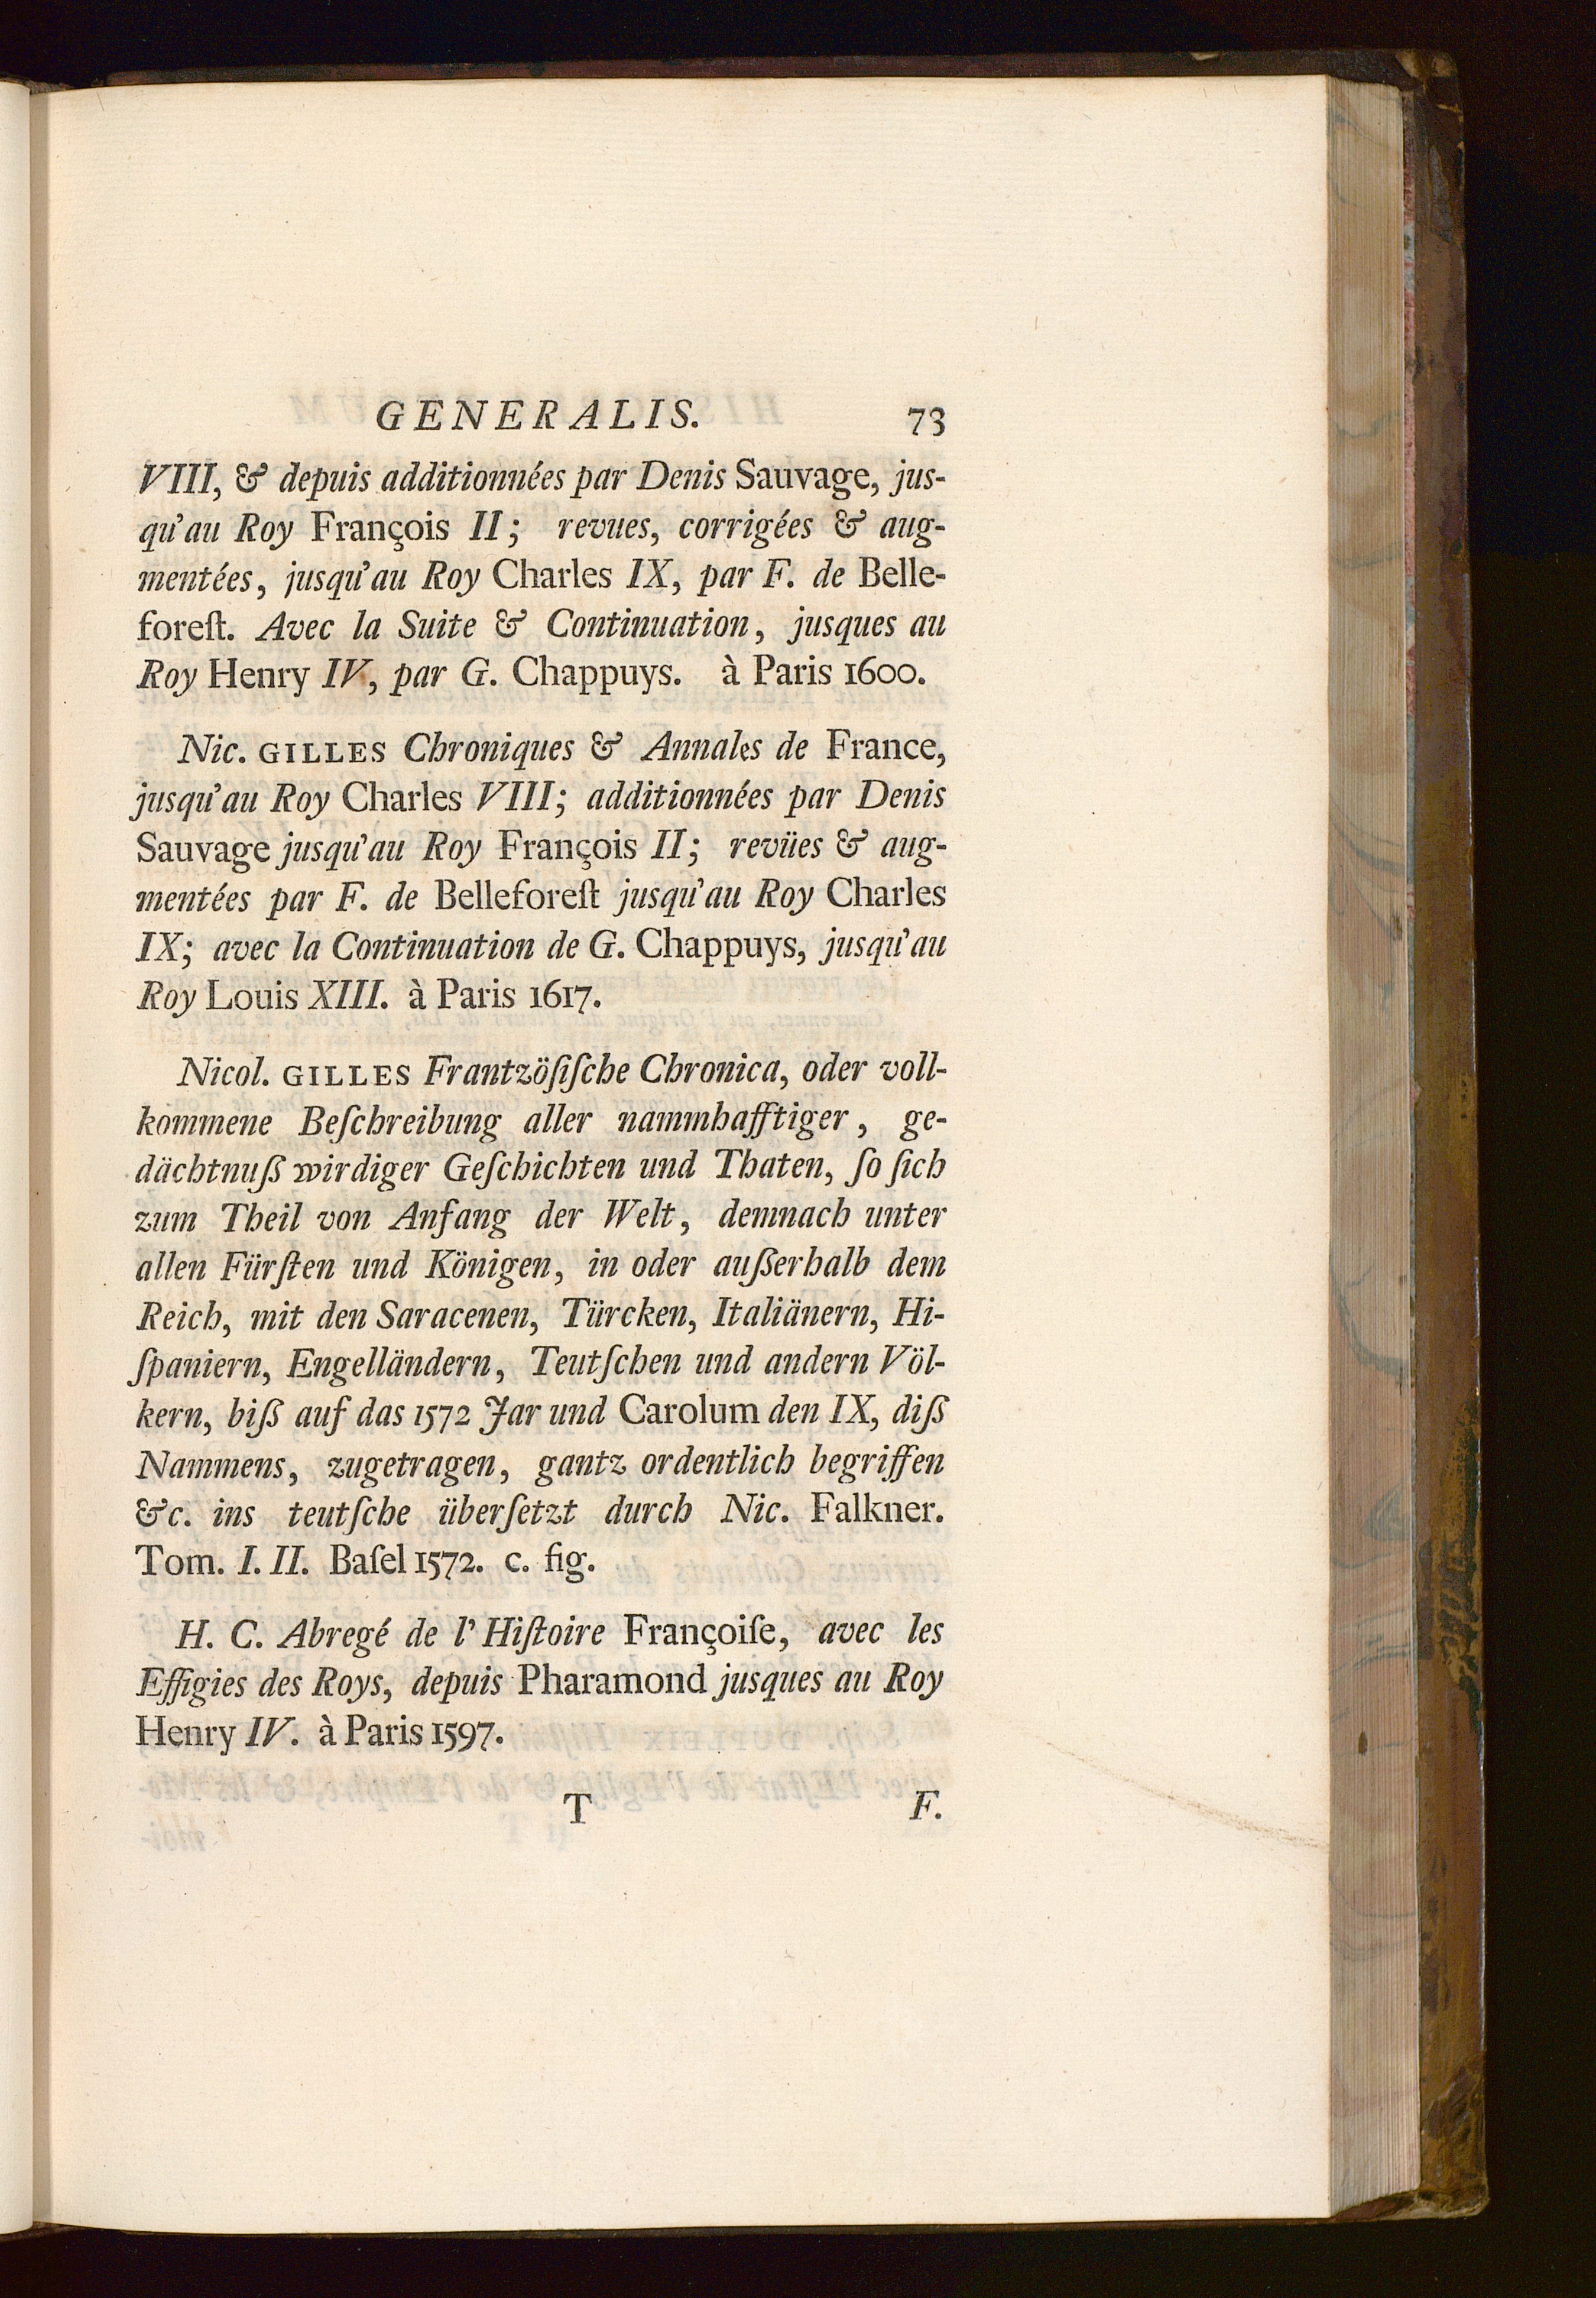 GENERALIS. 73
VIII, & depuis additionnées par Denis Sauvage, jus-
qu'au Roy François II; revues, corrigées & aug-
mentées, jusqu'au Roy Charles IX, par F. de Belle-
foreſt. Avec la Suite & Continuation, jusques au
Roy Henry IV, par G. Chappuys. à Paris 1600.
Nic. GILLES Chroniques & Annales de France,
jusqu'au Roy Charles VIII; additionnées par Denis
Sauvage jusqu'au Roy François II; revües & aug-
mentées par F. de Belleforeſt jusqu'au Roy Charles
IX; avec la Continuation de G. Chappuys, jusqu'au
Roy Louis XIII. à Paris 1617.
Nicol. GILLES Frantzöſiſche Chronica, oder voll-
kommene Beſchreibung aller nammhafftiger, ge-
dächtnuß wirdiger Geſchichten und Thaten, ſo ſich
zum Theil von Anfang der Welt, demnach unter
allen Fürſten und Königen, in oder außerhalb dem
Reich, mit den Saracenen, Türcken, Italiänern, Hi-
ſpaniern, Engelländern, Teutſchen und andern Völ-
kern, biß auf das 1572 Jar und Carolum den IX, diß
Nammens, zugetragen, gantz ordentlich begriffen
&c. ins teutſche überſetzt durch Nic. Falkner.
Tom. I. II. Baſel 1572. c. fig.
H. C. Abregé de l'Hiſtoire Françoiſe, avec les
Effigies des Roys, depuis Pharamond jusques au Roy
Henry IV. à Paris 1597.
T F.